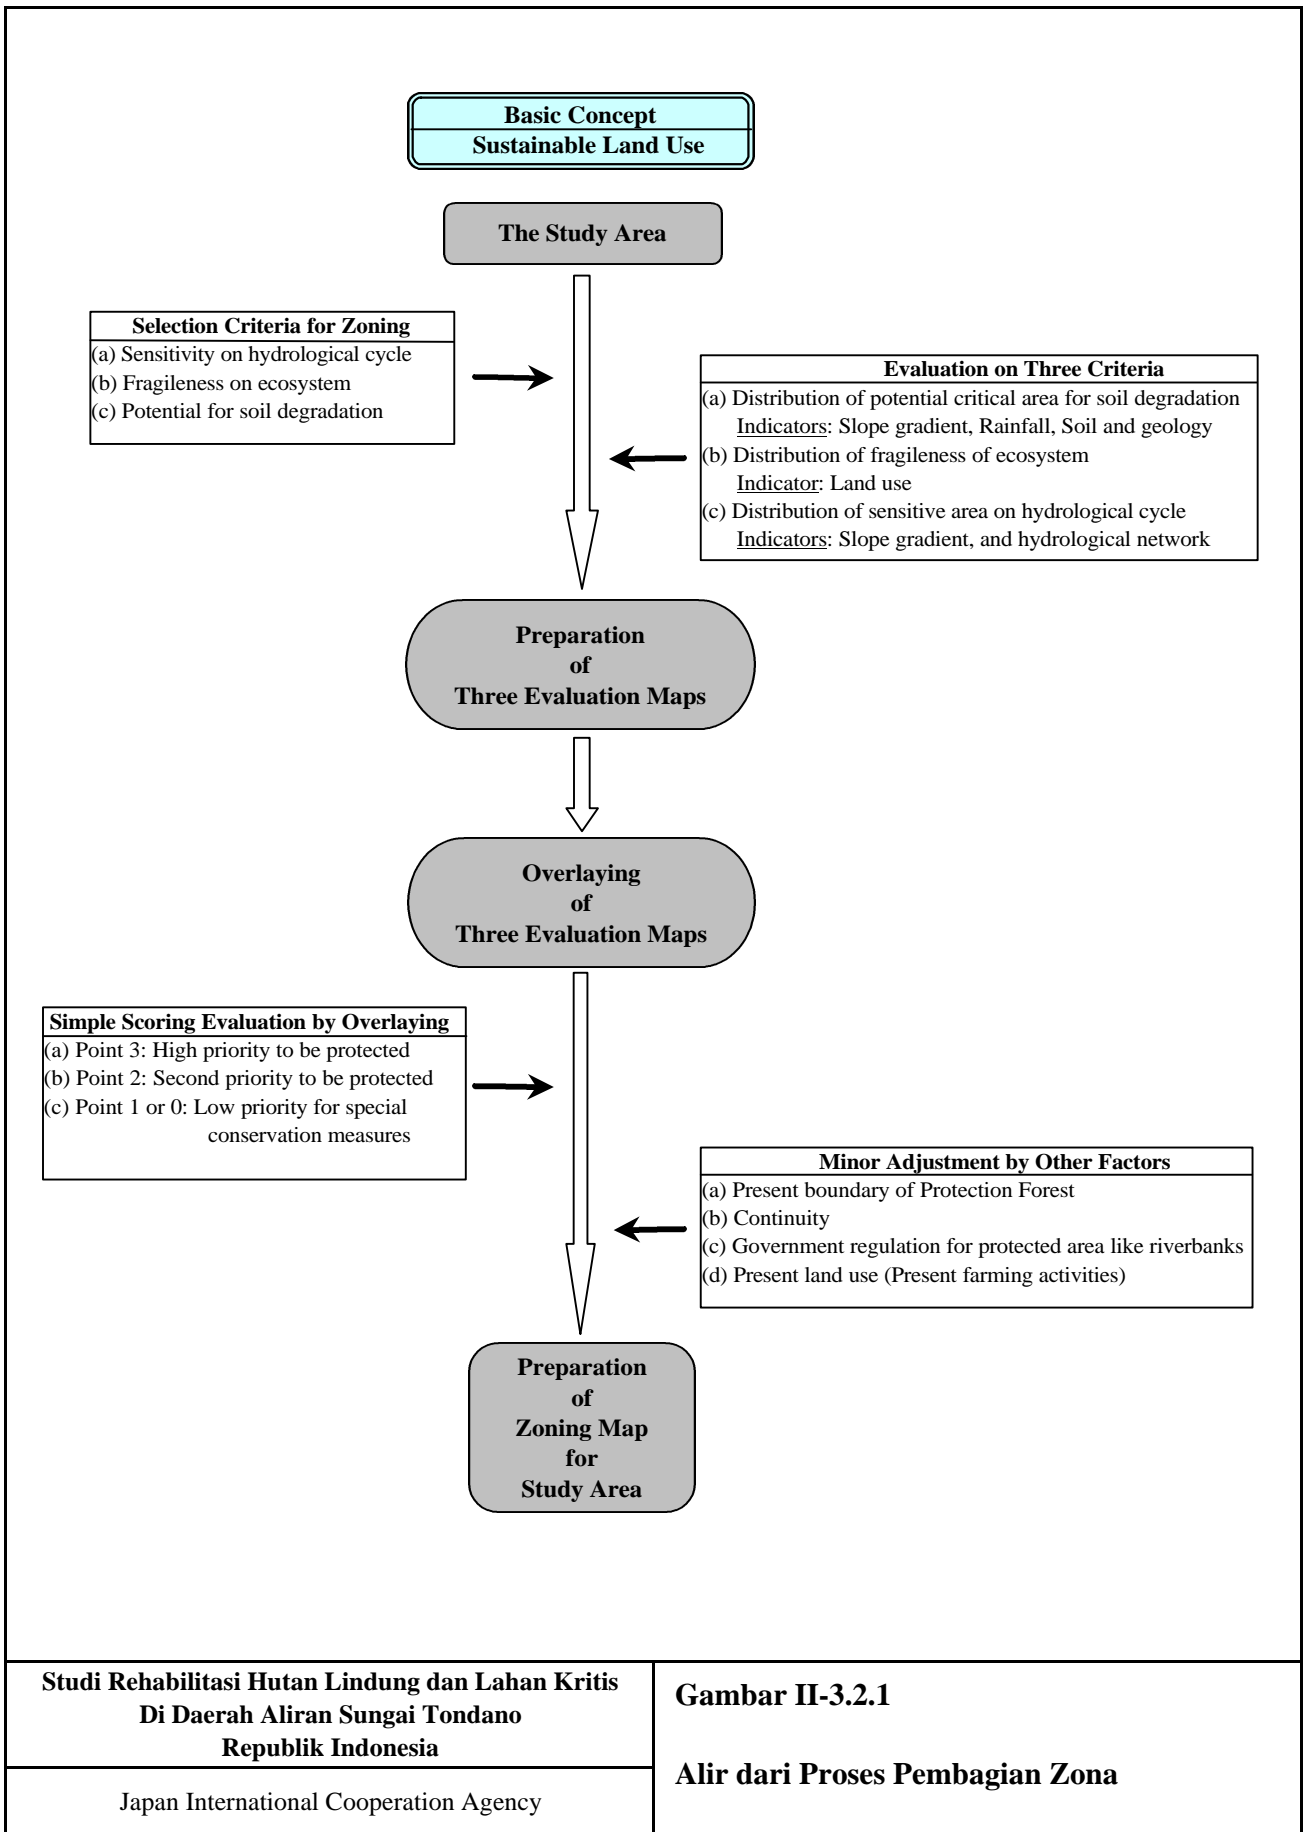 Basic Concept
Sustainable Land Use
The Study Area
Selection Criteria for Zoning
(a) Sensitivity on hydrological cycle
(b) Fragileness on ecosystem
(c) Potential for soil degradation
Evaluation on Three Criteria
(a) Distribution of potential critical area for soil degradation
Indicators: Slope gradient, Rainfall, Soil and geology
(b) Distribution of fragileness of ecosystem
Indicator: Land use
(c) Distribution of sensitive area on hydrological cycle
Indicators: Slope gradient, and hydrological network
Preparation
of
Three Evaluation Maps
Overlaying
of
Three Evaluation Maps
Simple Scoring Evaluation by Overlaying
(a) Point 3: High priority to be protected
(b) Point 2: Second priority to be protected
(c) Point 1 or 0: Low priority for special
conservation measures
Minor Adjustment by Other Factors
(a) Present boundary of Protection Forest
(b) Continuity
(c) Government regulation for protected area like riverbanks
(d) Present land use (Present farming activities)
Preparation
of
Zoning Map
for
Study Area
Studi Rehabilitasi Hutan Lindung dan Lahan Kritis
Di Daerah Aliran Sungai Tondano
Republik Indonesia
Japan International Cooperation Agency
Gambar II-3.2.1
Alir dari Proses Pembagian Zona